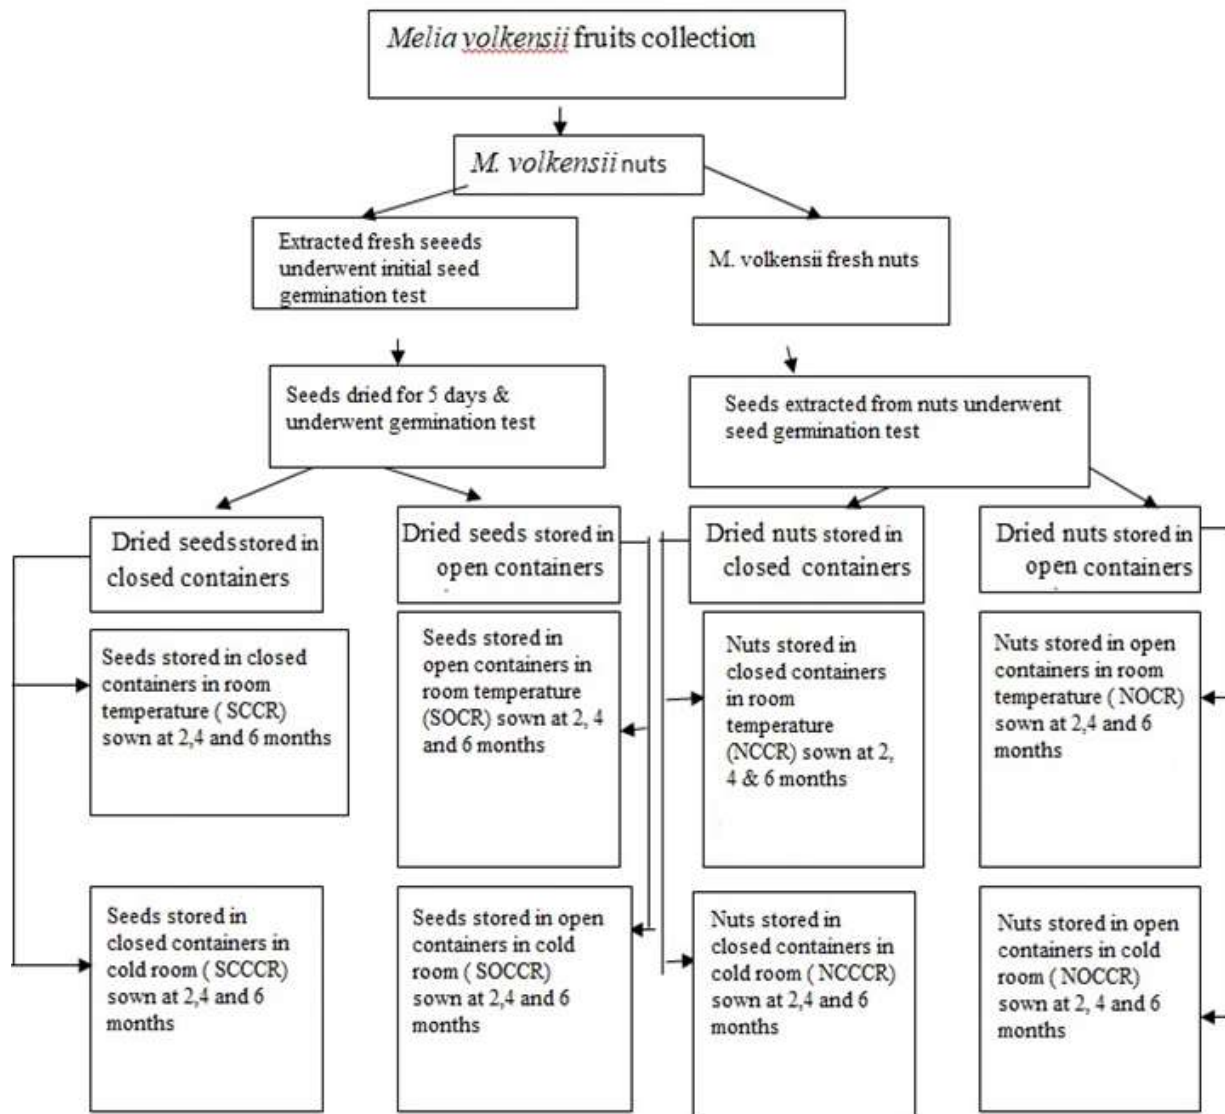 Melia volkensii fruits collection
M. volkensii nuts
Extracted fresh seeeds
underwent initial seed
germination test
M. volkensii fresh nuts
Seeds dried for 5 days &
underwent germination test
Seeds extracted from nuts underwent
seed germination test
Dried seeds stored in
closed containers
Dried seeds stored in
open containers
Dried nuts stored in
closed containers
Dried nuts stored in
open containers
Seeds stored in closed
containers in room
temperature ( SCCR)
sown at 2,4 and 6 months
Seeds stored in
open containers in
room temperature
(SOCR) sown at 2, 4
and 6 months
Nuts stored in
closed containers
in room
temperature
(NCCR) sown at 2,
4 & 6 months
Nuts stored in open
containers in room
temperature ( NOCR)
sown at 2,4 and 6
months
Seeds stored in
closed containers in
cold room ( SCCCR)
sown at 2,4 and 6
months
Seeds stored in open
containers in cold
room ( SOCCR)
sown at 2,4 and 6
months
Nuts stored in
closed containers in
cold room ( NCCCR)
sown at 2,4 and 6
months
Nuts stored in open
containers in cold
room ( NOCCR)
sown at 2, 4 and 6
months